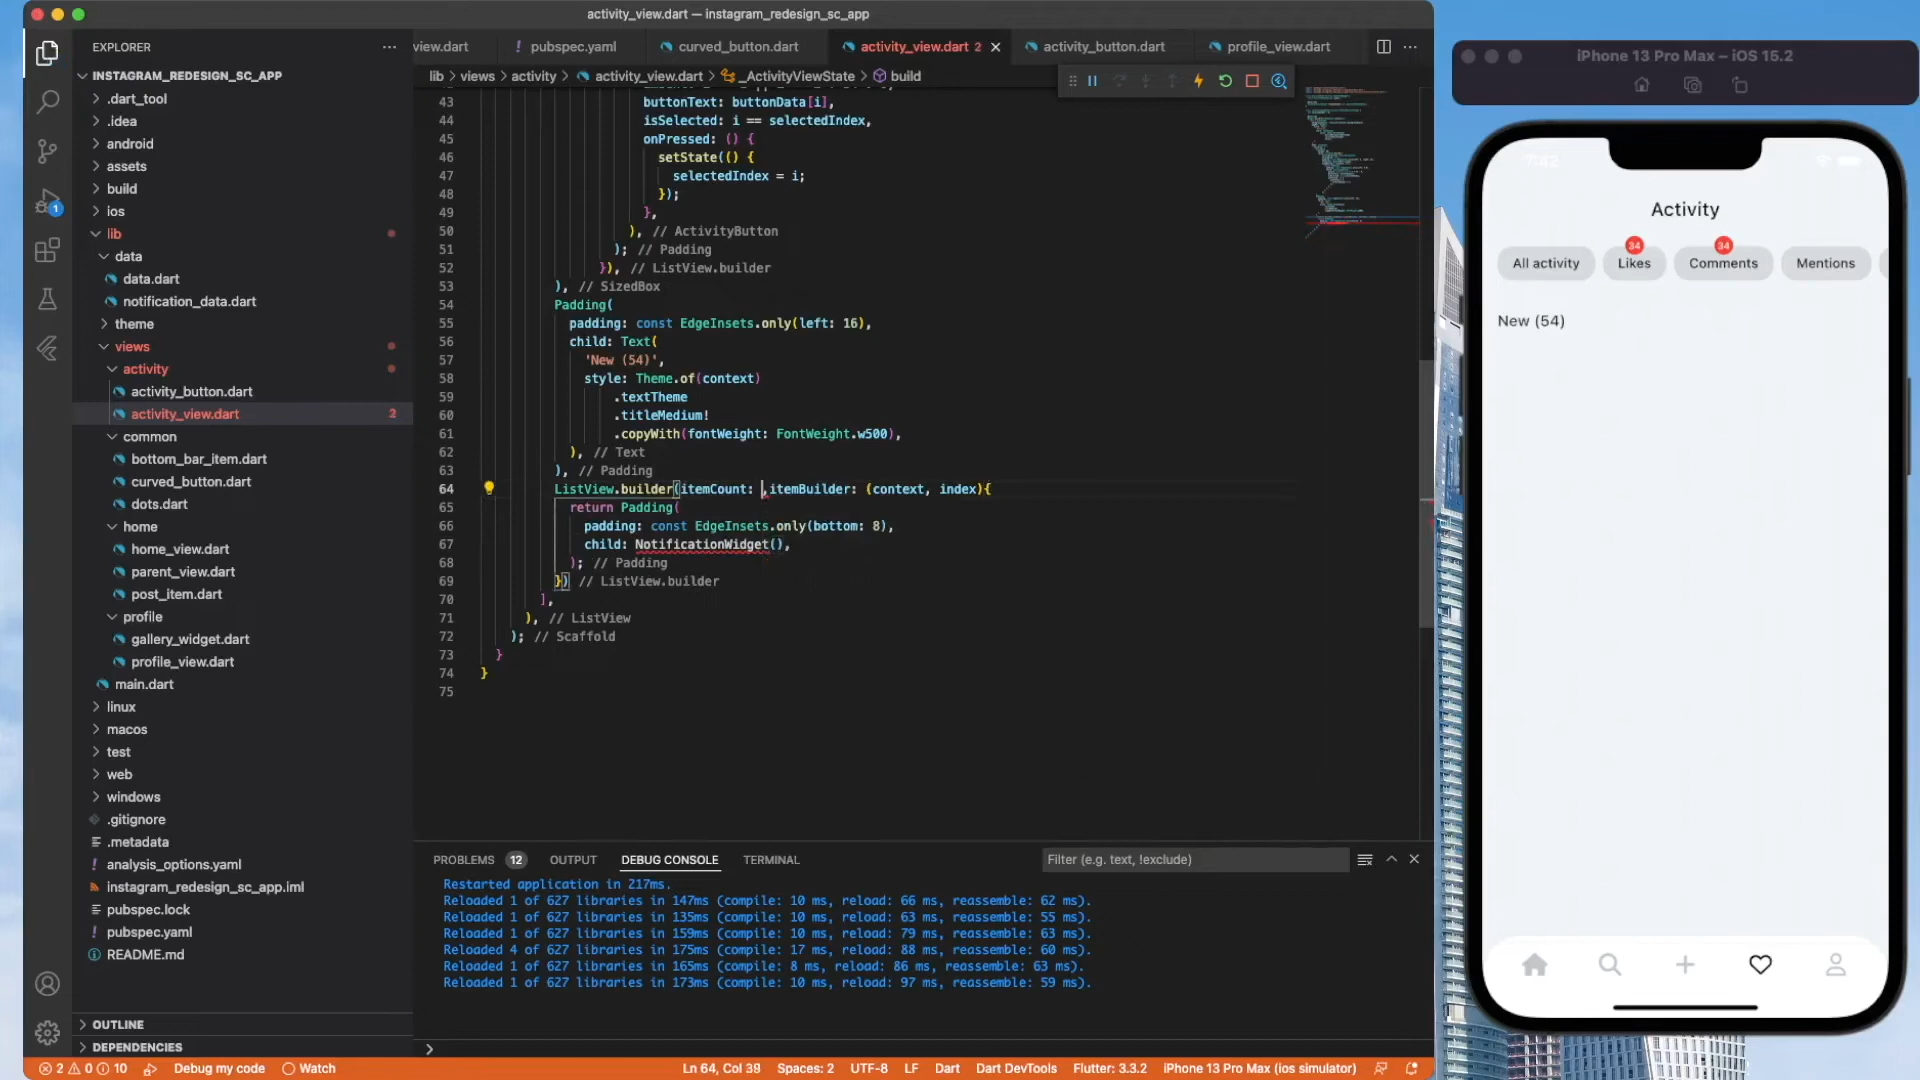 activity_view.dart — instagram_redesign_sc_app
EXPLORER
INSTAGRAM_REDESIGN_SC_APP
.dart_tool
.idea
android
assets
build
ios
lib
data
data.dart
notification_data.dart
theme
views
activity
activity_button.dart
activity_view.dart 2
common
bottom_bar_item.dart
curved_button.dart
dots.dart
home
home_view.dart
parent_view.dart
post_item.dart
profile
gallery_widget.dart
profile_view.dart
main.dart
linux
macos
test
web
windows
.gitignore
.metadata
analysis_options.yaml
instagram_redesign_sc_app.iml
pubspec.lock
pubspec.yaml
README.md
OUTLINE
DEPENDENCIES
1
view.dart ! pubspec.yaml curved_button.dart activity_view.dart 2 activity_button.dart profile_view.dart
lib > views > activity > activity_view.dart > _ActivityViewState > build
43 buttonText: buttonData[i],
44 isSelected: i == selectedIndex,
45 onPressed: () {
46 setState(() {
47 selectedIndex = i;
48 });
49 },
50 ), // ActivityButton
51 ); // Padding
52 }), // ListView.builder
53 ), // SizedBox
54 Padding(
55 padding: const EdgeInsets.only(left: 16),
56 child: Text(
57 'New (54)',
58 style: Theme.of(context)
59 .textTheme
60 .titleMedium!
61 .copyWith(fontWeight: FontWeight.w500),
62 ), // Text
63 ), // Padding
64 ListView.builder(itemCount: ,itemBuilder: (context, index){
65 return Padding(
66 padding: const EdgeInsets.only(bottom: 8),
67 child: NotificationWidget(),
68 ); // Padding
69 }) // ListView.builder
70 ],
71 ), // ListView
72 ); // Scaffold
73 }
74 }
75
PROBLEMS 12 OUTPUT DEBUG CONSOLE TERMINAL Filter (e.g. text, !exclude)
Restarted application in 217ms.
Reloaded 1 of 627 libraries in 147ms (compile: 10 ms, reload: 66 ms, reassemble: 62 ms).
Reloaded 1 of 627 libraries in 135ms (compile: 10 ms, reload: 63 ms, reassemble: 55 ms).
Reloaded 1 of 627 libraries in 159ms (compile: 10 ms, reload: 79 ms, reassemble: 63 ms).
Reloaded 4 of 627 libraries in 175ms (compile: 17 ms, reload: 88 ms, reassemble: 60 ms).
Reloaded 1 of 627 libraries in 165ms (compile: 8 ms, reload: 86 ms, reassemble: 63 ms).
Reloaded 1 of 627 libraries in 173ms (compile: 10 ms, reload: 97 ms, reassemble: 59 ms).
2 0 10 Debug my code Watch Ln 64, Col 39 Spaces: 2 UTF-8 LF Dart Dart DevTools Flutter: 3.3.2 iPhone 13 Pro Max (ios simulator)
iPhone 13 Pro Max – iOS 15.2
7:42
Activity
34 34
All activity Likes Comments Mentions
New (54)